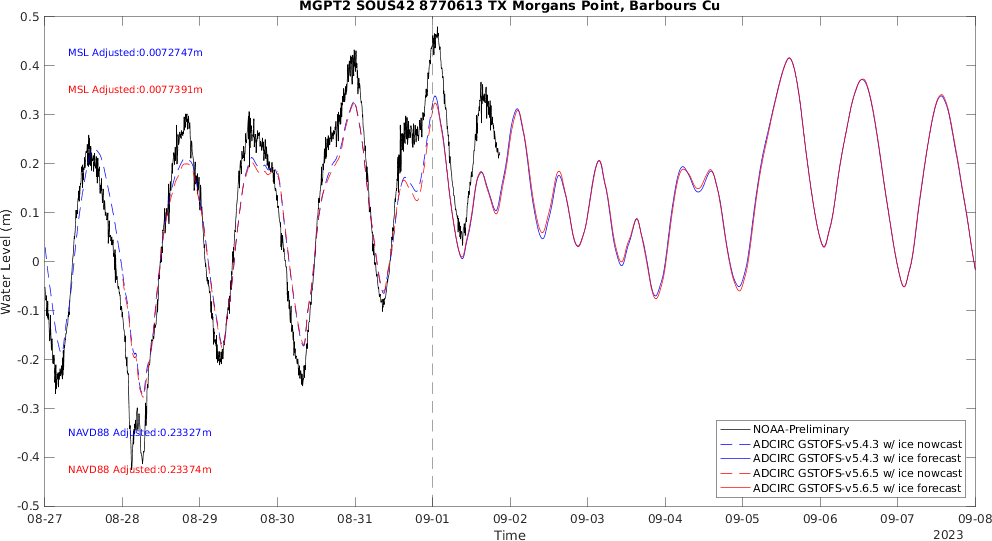 MGPT2 SOUS42 8770613 TX Morgans Point, Barbours Cu
MSL Adjusted:0.0072747m
MSL Adjusted:0.0077391m
NAVD88 Adjusted:0.23327m
NAVD88 Adjusted:0.23374m
Water Level (m)
0.5
0.4
0.3
0.2
0.1
0
-0.1
-0.2
-0.3
-0.4
-0.5
NOAA-Preliminary
ADCIRC GSTOFS-v5.4.3 w/ ice nowcast
ADCIRC GSTOFS-v5.4.3 w/ ice forecast
ADCIRC GSTOFS-v5.6.5 w/ ice nowcast
ADCIRC GSTOFS-v5.6.5 w/ ice forecast
08-27 08-28 08-29 08-30 08-31 09-01 09-02 09-03 09-04 09-05 09-06 09-07 09-08
Time
2023